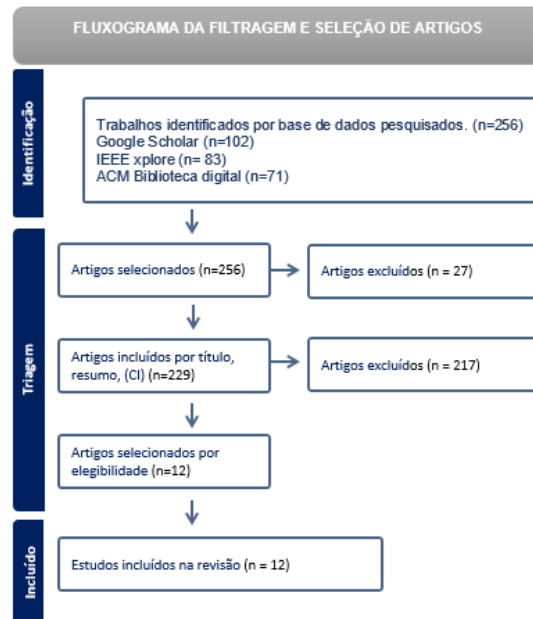 FLUXOGRAMA DA FILTRAGEM E SELEÇÃO DE ARTIGOS
Identificação
Trabalhos identificados por base de dados pesquisados. (n=256)
Google Scholar (n=102)
IEEE xplore (n= 83)
ACM Biblioteca digital (n=71)
Triagem
Artigos selecionados (n=256)
Artigos excluídos (n = 27)
Artigos incluídos por título,
resumo, (CI) (n=229)
Artigos excluídos (n = 217)
Artigos selecionados por
elegibilidade (n=12)
Incluído
Estudos incluídos na revisão (n = 12)